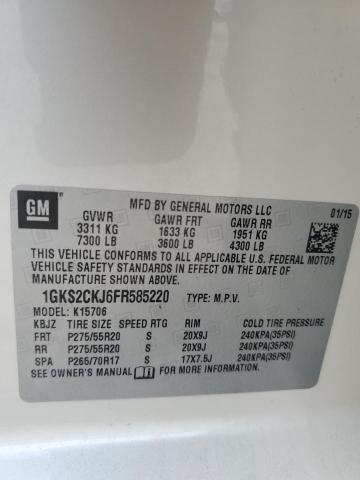 GM
MFD BY GENERAL MOTORS LLC
01/15
GVWR GAWR FRT GAWR RR
3311 KG 1633 KG 1951 KG
7300 LB 3600 LB 4300 LB
THIS VEHICLE CONFORMS TO ALL APPLICABLE U.S. FEDERAL MOTOR
VEHICLE SAFETY STANDARDS IN EFFECT ON THE DATE OF
MANUFACTURE SHOWN ABOVE.
1GKS2CKJ6FR585220 TYPE: M.P.V.
MODEL: K15706
KBJZ TIRE SIZE SPEED RTG RIM COLD TIRE PRESSURE
FRT P275/55R20 S 20X9J 240KPA(35PSI)
RR P275/55R20 S 20X9J 240KPA(35PSI)
SPA P265/70R17 S 17X7.5J 240KPA(35PSI)
SEE OWNER'S MANUAL FOR MORE INFORMATION.